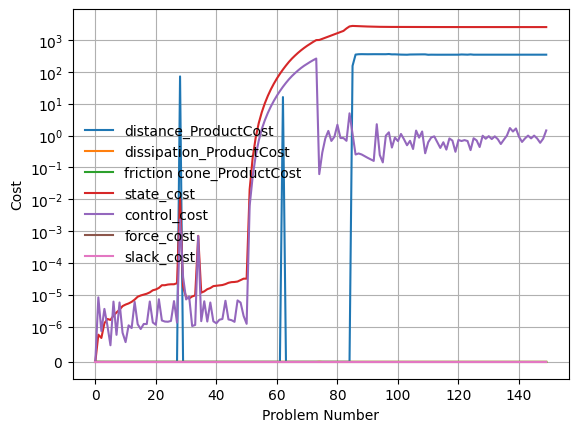 10³
10²
10¹
10⁰
10⁻¹
10⁻²
10⁻³
10⁻⁴
10⁻⁵
10⁻⁶
0
Cost
distance_ProductCost
dissipation_ProductCost
friction cone_ProductCost
state_cost
control_cost
force_cost
slack_cost
0 20 40 60 80 100 120 140
Problem Number